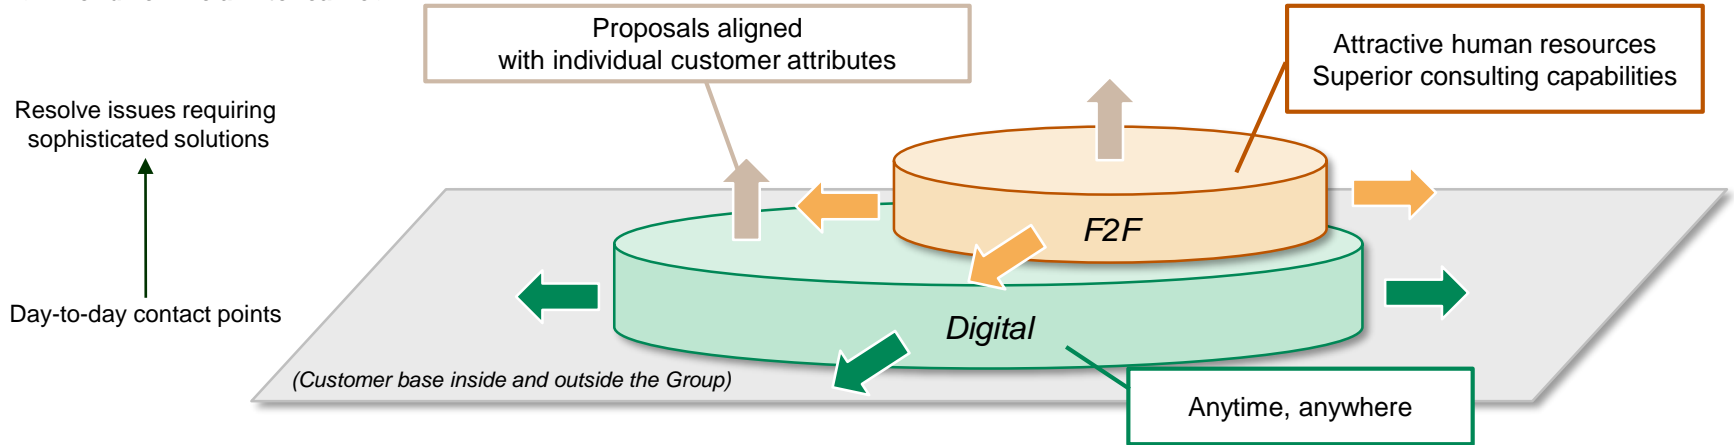 Proposals aligned
with individual customer attributes
Attractive human resources
Superior consulting capabilities
Resolve issues requiring
sophisticated solutions
F2F
Day-to-day contact points
Digital
(Customer base inside and outside the Group)
Anytime, anywhere